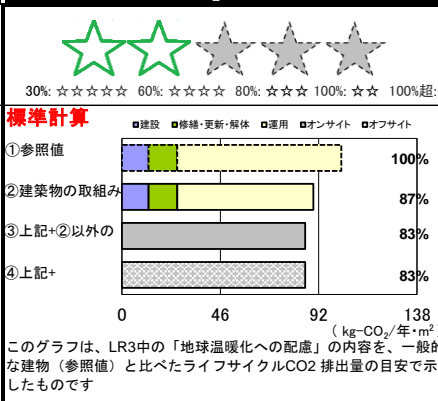 30%: ☆☆☆☆☆ 60%: ☆☆☆☆ 80%: ☆☆☆ 100%: ☆☆ 100%超:
標準計算
■建設 ■修繕・更新・解体 □運用 ■オンサイト □オフサイト
①参照値 100%
②建築物の取組み 87%
③上記+②以外の 83%
④上記+ 83%
0 46 92 138
( kg-CO₂/年・m²
このグラフは、LR3中の「地球温暖化への配慮」の内容を、一般的
な建物（参照値）と比べたライフサイクルCO2 排出量の目安で示
したものです